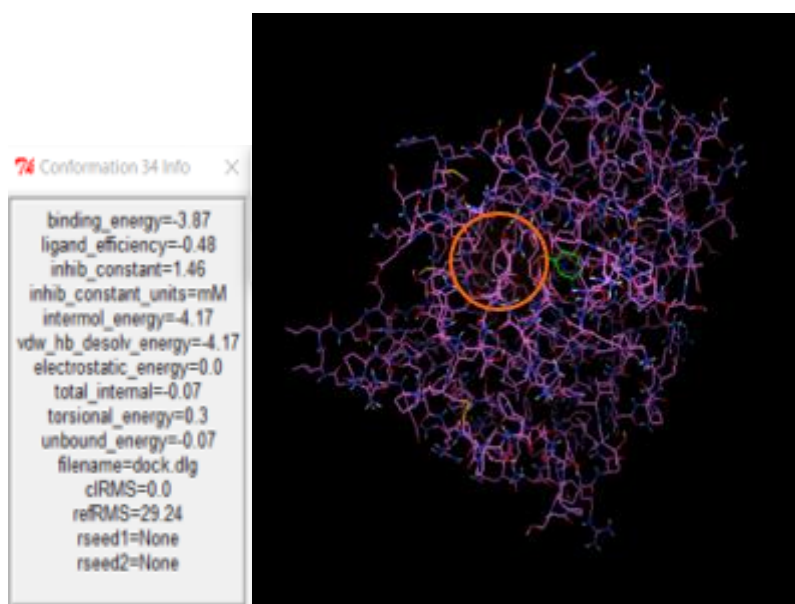 Conformation 34 Info
binding_energy=-3.87
ligand_efficiency=-0.48
inhib_constant=1.46
inhib_constant_units=mM
intermol_energy=-4.17
vdw_hb_desolv_energy=-4.17
electrostatic_energy=0.0
total_internal=-0.07
torsional_energy=0.3
unbound_energy=-0.07
filename=dock.dlg
clRMS=0.0
refRMS=29.24
rseed1=None
rseed2=None